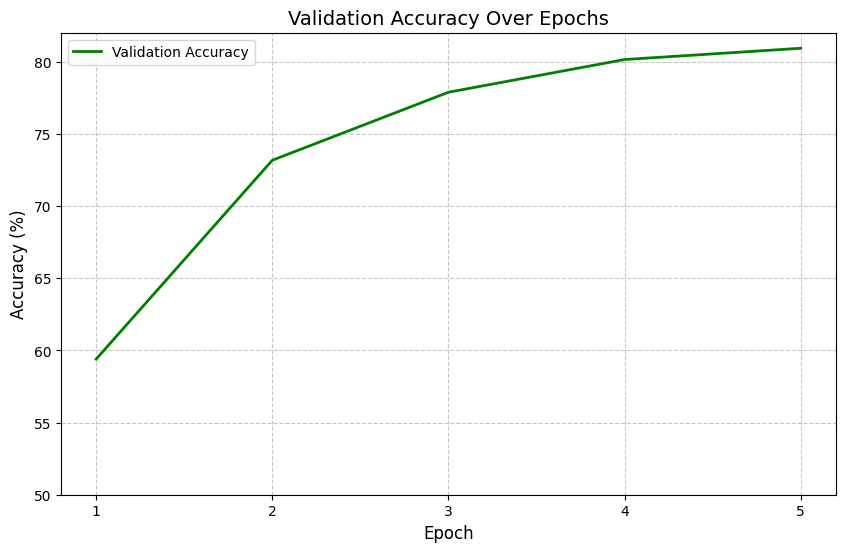 Validation Accuracy Over Epochs
Validation Accuracy
80
75
70
65
60
55
50
Accuracy (%)
1 2 3 4 5
Epoch